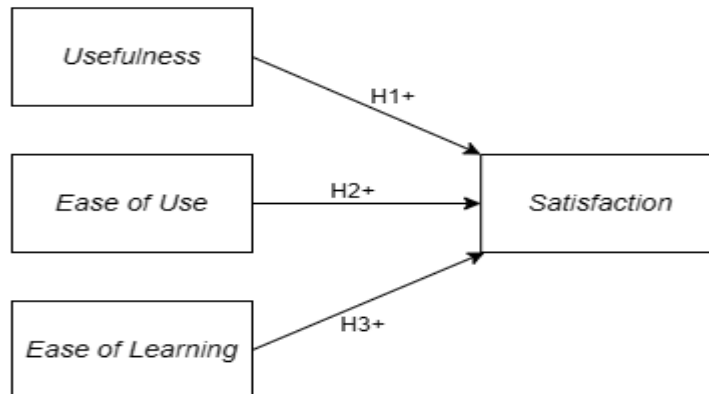 Usefulness
H1+
Ease of Use
H2+
Satisfaction
H3+
Ease of Learning